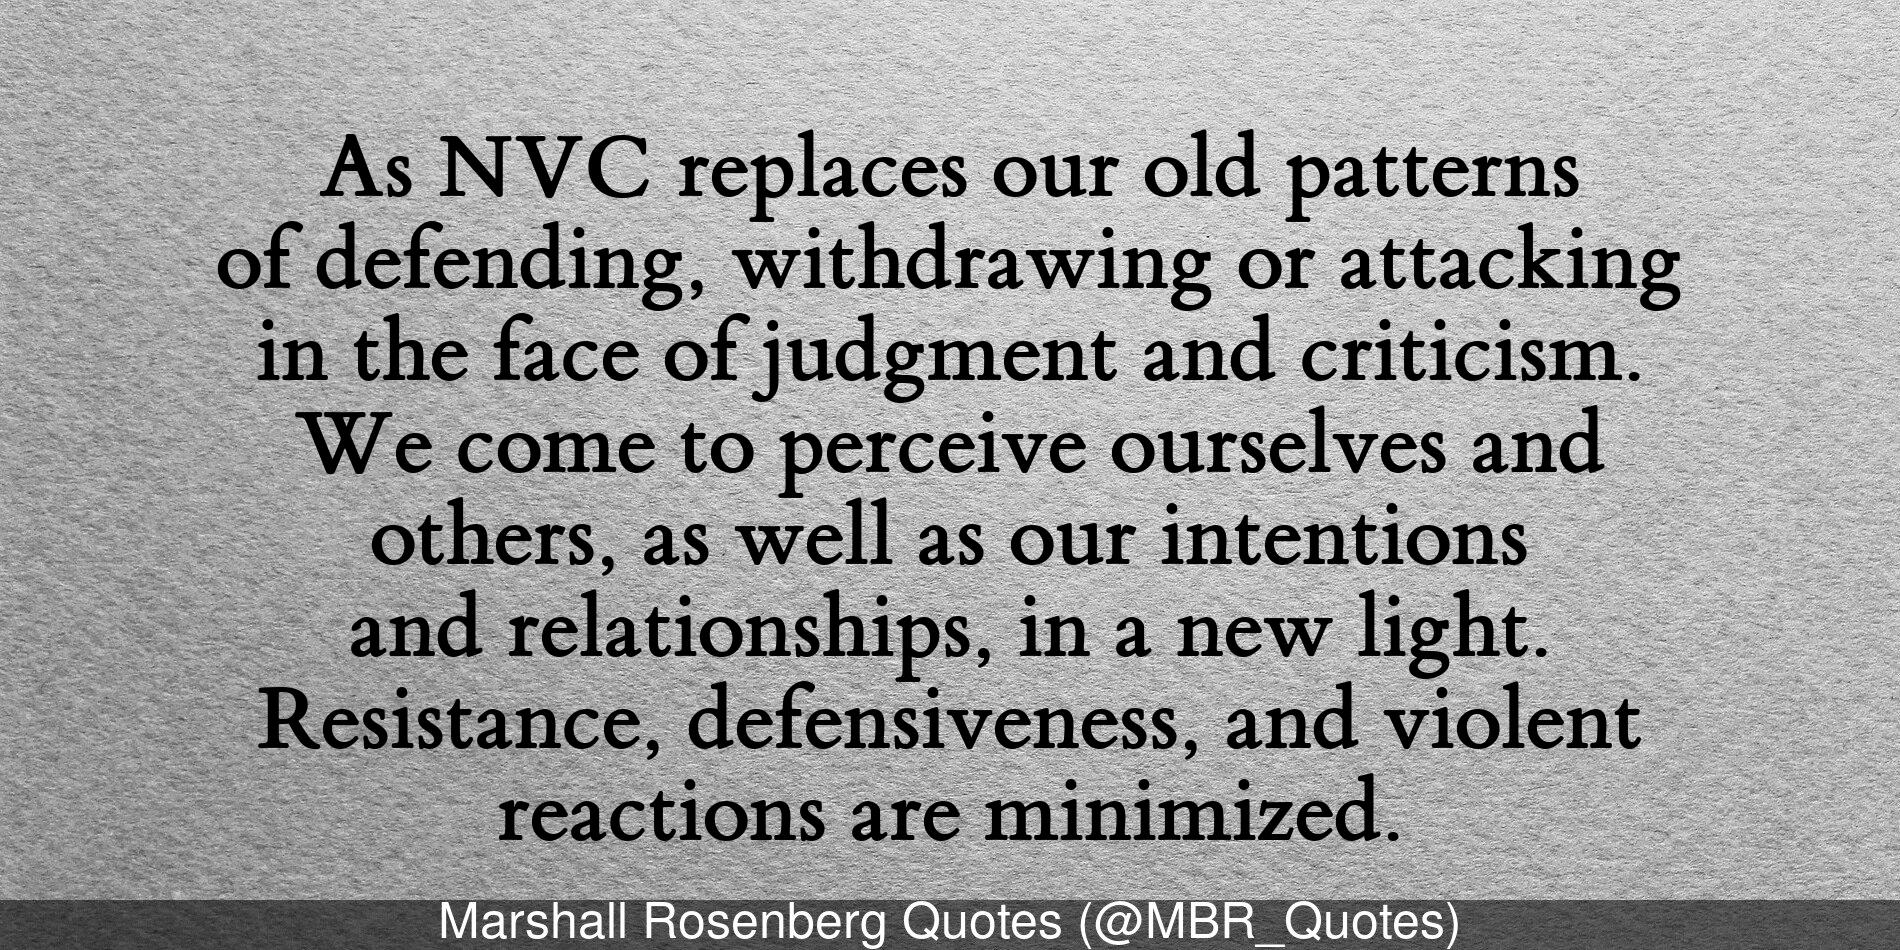 As NVC replaces our old patterns
of defending, withdrawing or attacking
in the face of judgment and criticism.
We come to perceive ourselves and
others, as well as our intentions
and relationships, in a new light.
Resistance, defensiveness, and violent
reactions are minimized.
Marshall Rosenberg Quotes (@MBR_Quotes)